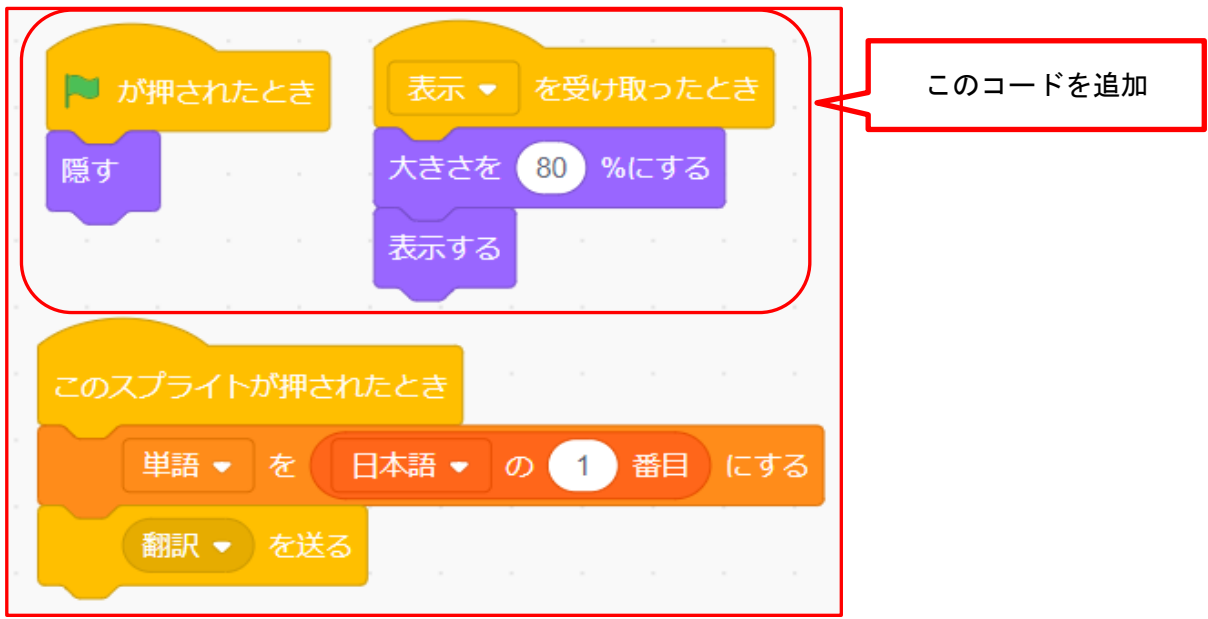 が押されたとき
隠す
表示 を受け取ったとき
大きさを 80 %にする
表示する
このコードを追加
このスプライトが押されたとき
単語 を 日本語 の 1 番目 にする
翻訳 を送る